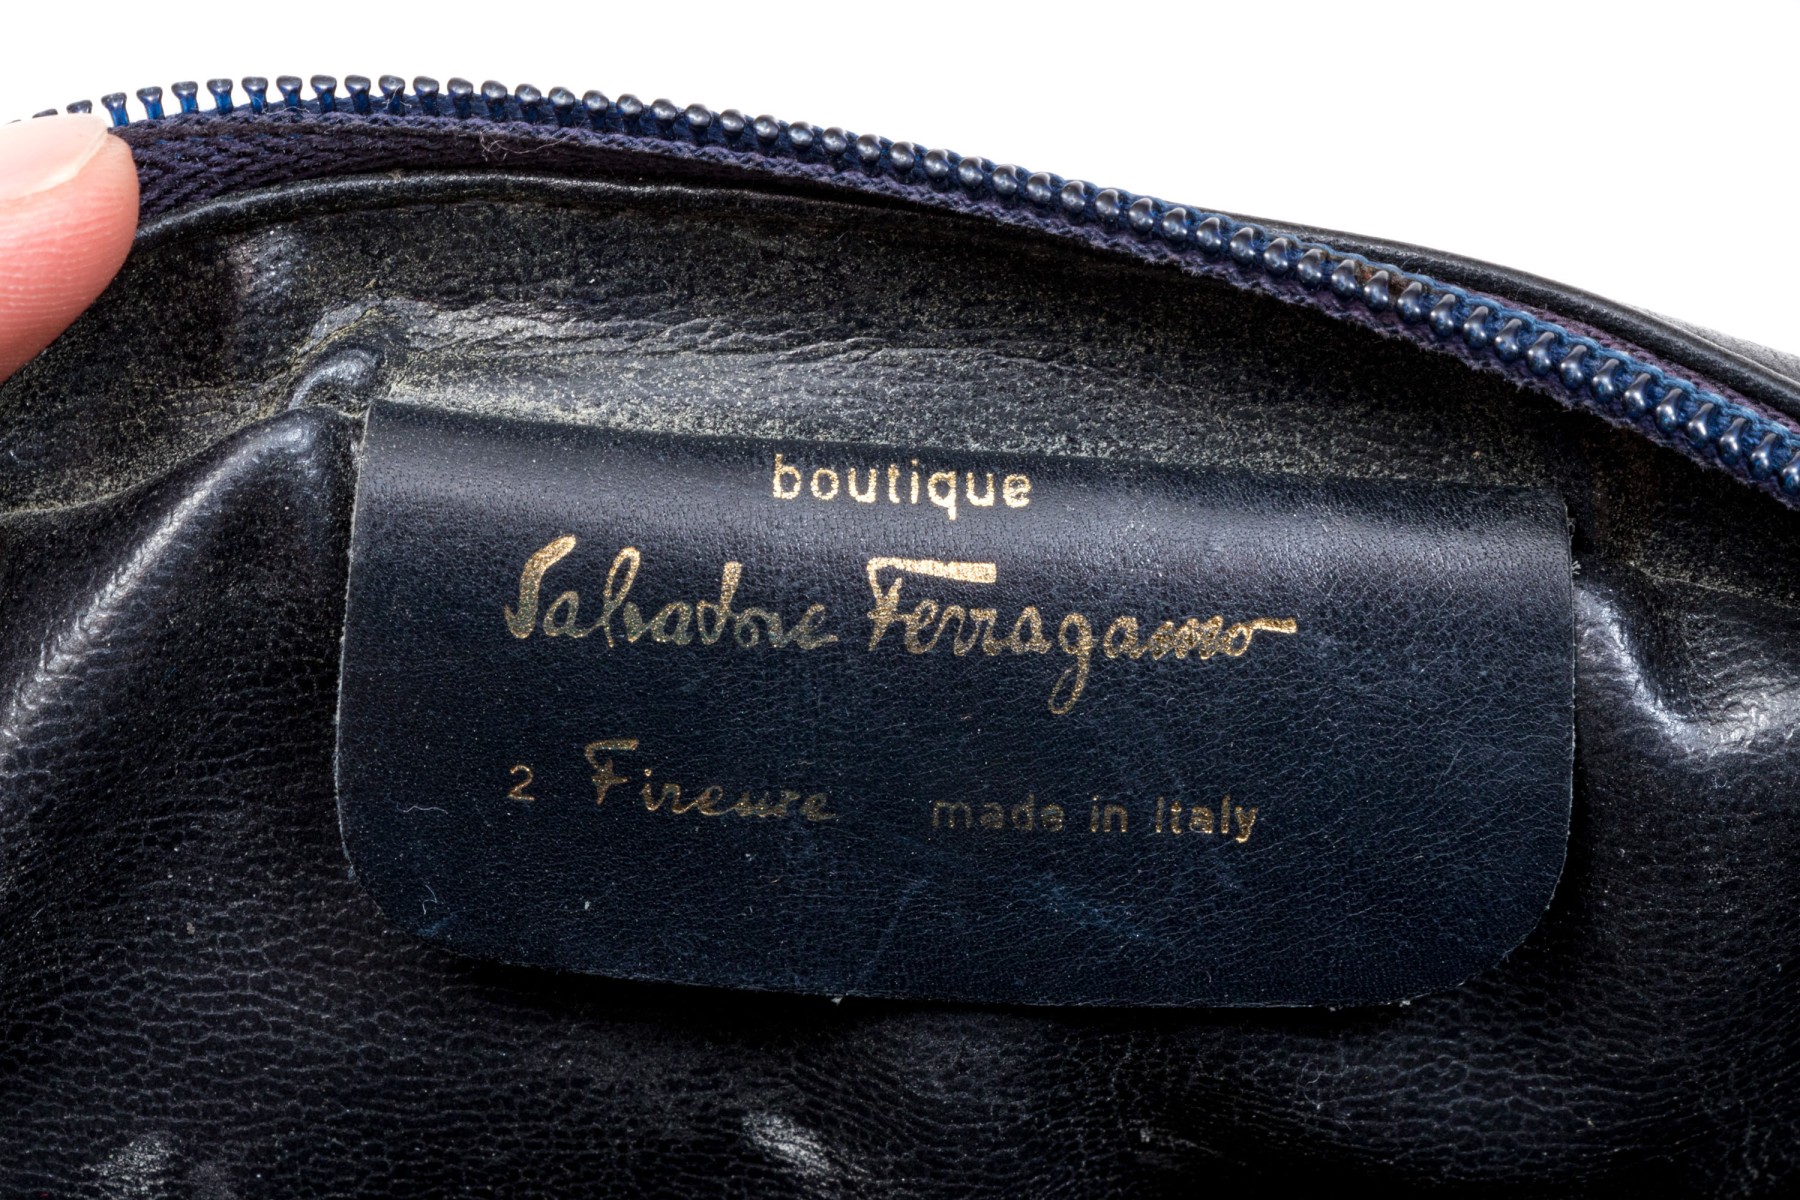 boutique
Salvatore Ferragamo
2 Firenze made in Italy